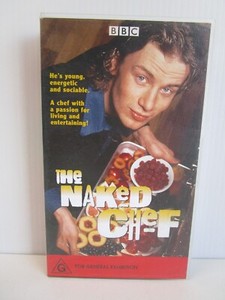 BBC
He's young,
energetic
and sociable.
A chef with
a passion for
living and
entertaining!
THE
NAKED
CHEF
G